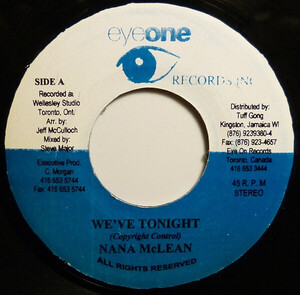 eyeone
RECORDS INC
SIDE A
Recorded at
Wellesley Studio
Toronto, Ont.
Arr. by:
Jeff McCulloch
Mixed by:
Steve Major
Executive Prod.
C. Morgan
416 653 5744
Fax 416 653 5744
Distributed by:
Tuff Gong
Kingston, Jamaica WI
(876) 9239380-4
Fax: (876) 923-4657
Eye On Records
Toronto, Canada
416 653 3444
45 R. P. M
STEREO
WE'VE TONIGHT
(Copyright Control)
NANA McLEAN
ALL RIGHTS RESERVED